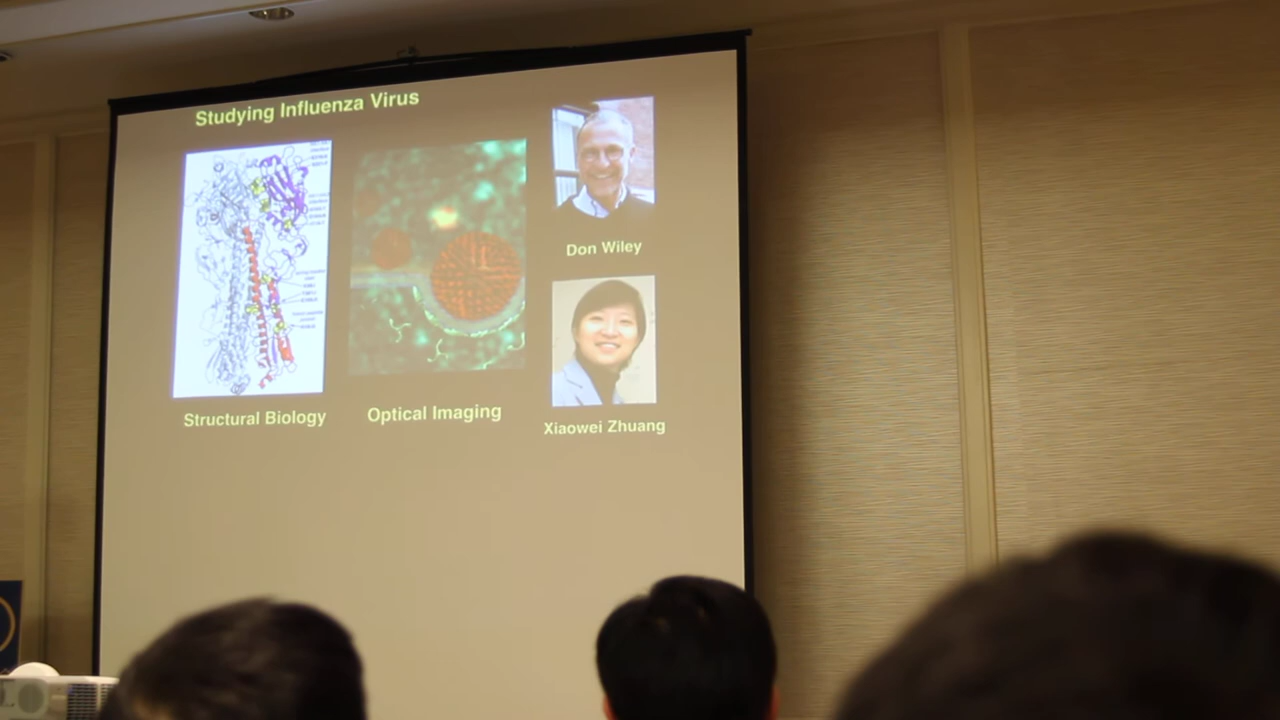 Studying Influenza Virus
Don Wiley
Structural Biology
Optical Imaging
Xiaowei Zhuang